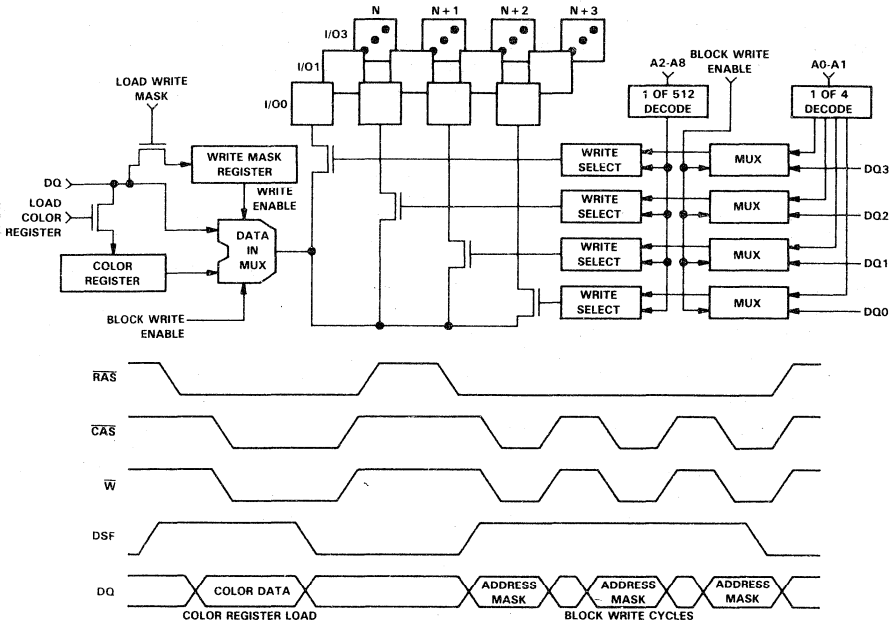 N
N + 1
N + 2
N + 3
I/O3
I/O1
I/O0
LOAD WRITE
MASK
A2-A8
BLOCK WRITE
ENABLE
A0-A1
1 OF 512
DECODE
1 OF 4
DECODE
WRITE MASK
REGISTER
WRITE
ENABLE
DQ
LOAD
COLOR
REGISTER
COLOR
REGISTER
DATA
IN
MUX
BLOCK WRITE
ENABLE
WRITE
SELECT
MUX
DQ3
WRITE
SELECT
MUX
DQ2
WRITE
SELECT
MUX
DQ1
WRITE
SELECT
MUX
DQ0
RAS
CAS
W
DSF
DQ
COLOR DATA
ADDRESS
MASK
ADDRESS
MASK
ADDRESS
MASK
COLOR REGISTER LOAD
BLOCK WRITE CYCLES